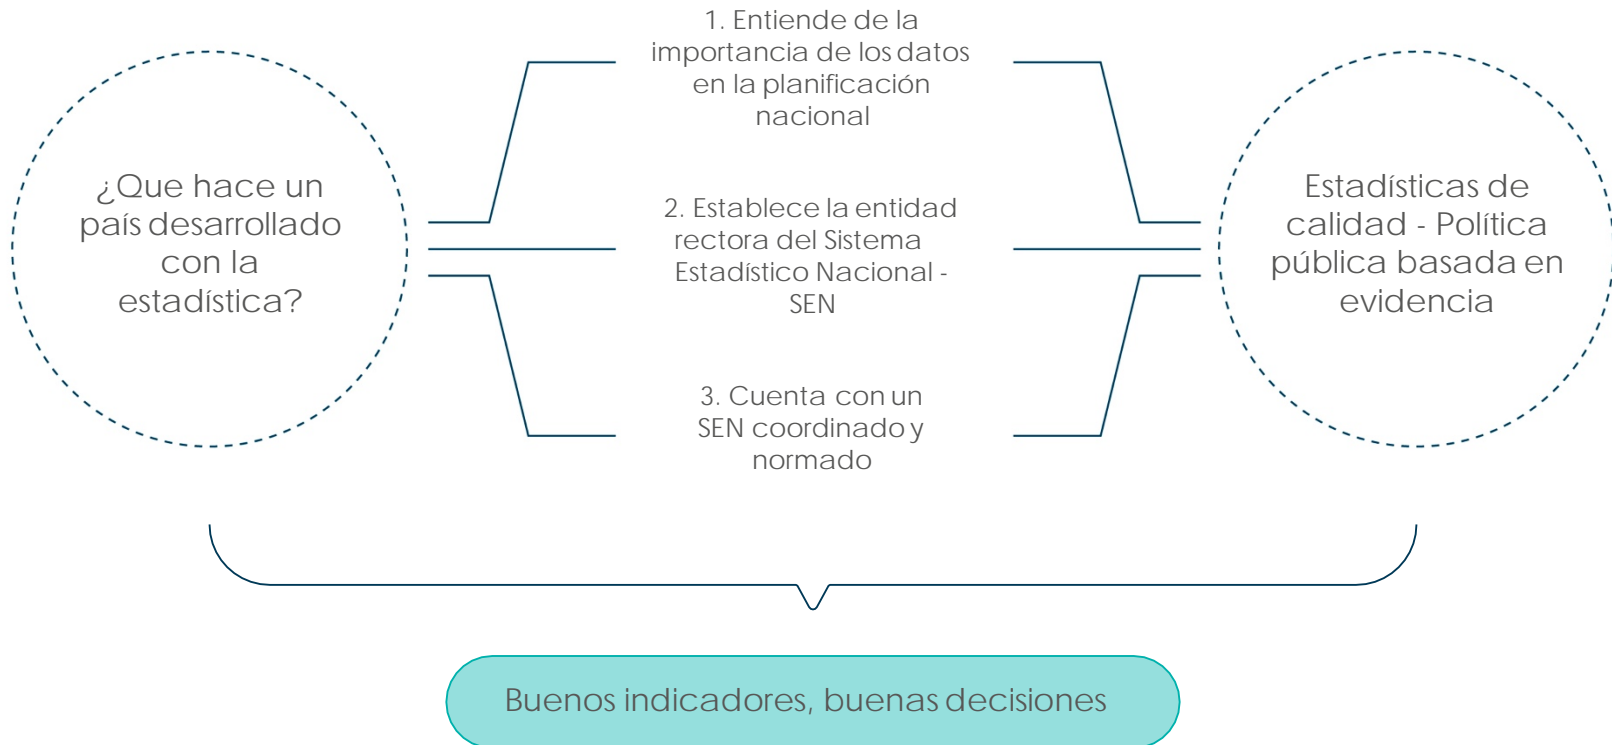 ¿Que hace un
país desarrollado
con la
estadística?
1. Entiende de la
importancia de los datos
en la planificación
nacional
2. Establece la entidad
rectora del Sistema
Estadístico Nacional -
SEN
3. Cuenta con un
SEN coordinado y
normado
Estadísticas de
calidad - Política
pública basada en
evidencia
Buenos indicadores, buenas decisiones